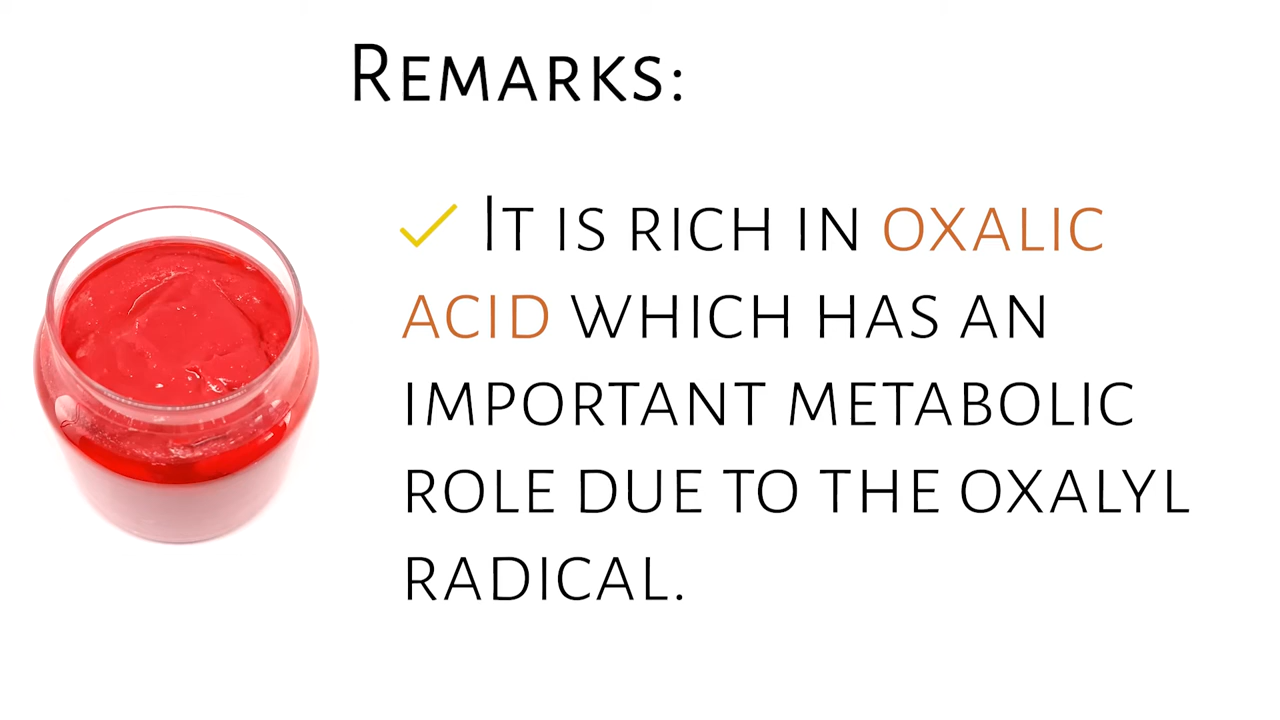 Remarks:
It is rich in oxalic
acid which has an
important metabolic
role due to the oxalyl
radical.